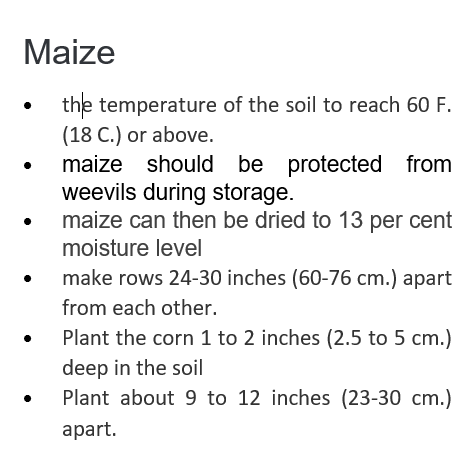 Maize
• the temperature of the soil to reach 60 F.
(18 C.) or above.
• maize should be protected from
weevils during storage.
• maize can then be dried to 13 per cent
moisture level
• make rows 24-30 inches (60-76 cm.) apart
from each other.
• Plant the corn 1 to 2 inches (2.5 to 5 cm.)
deep in the soil
• Plant about 9 to 12 inches (23-30 cm.)
apart.